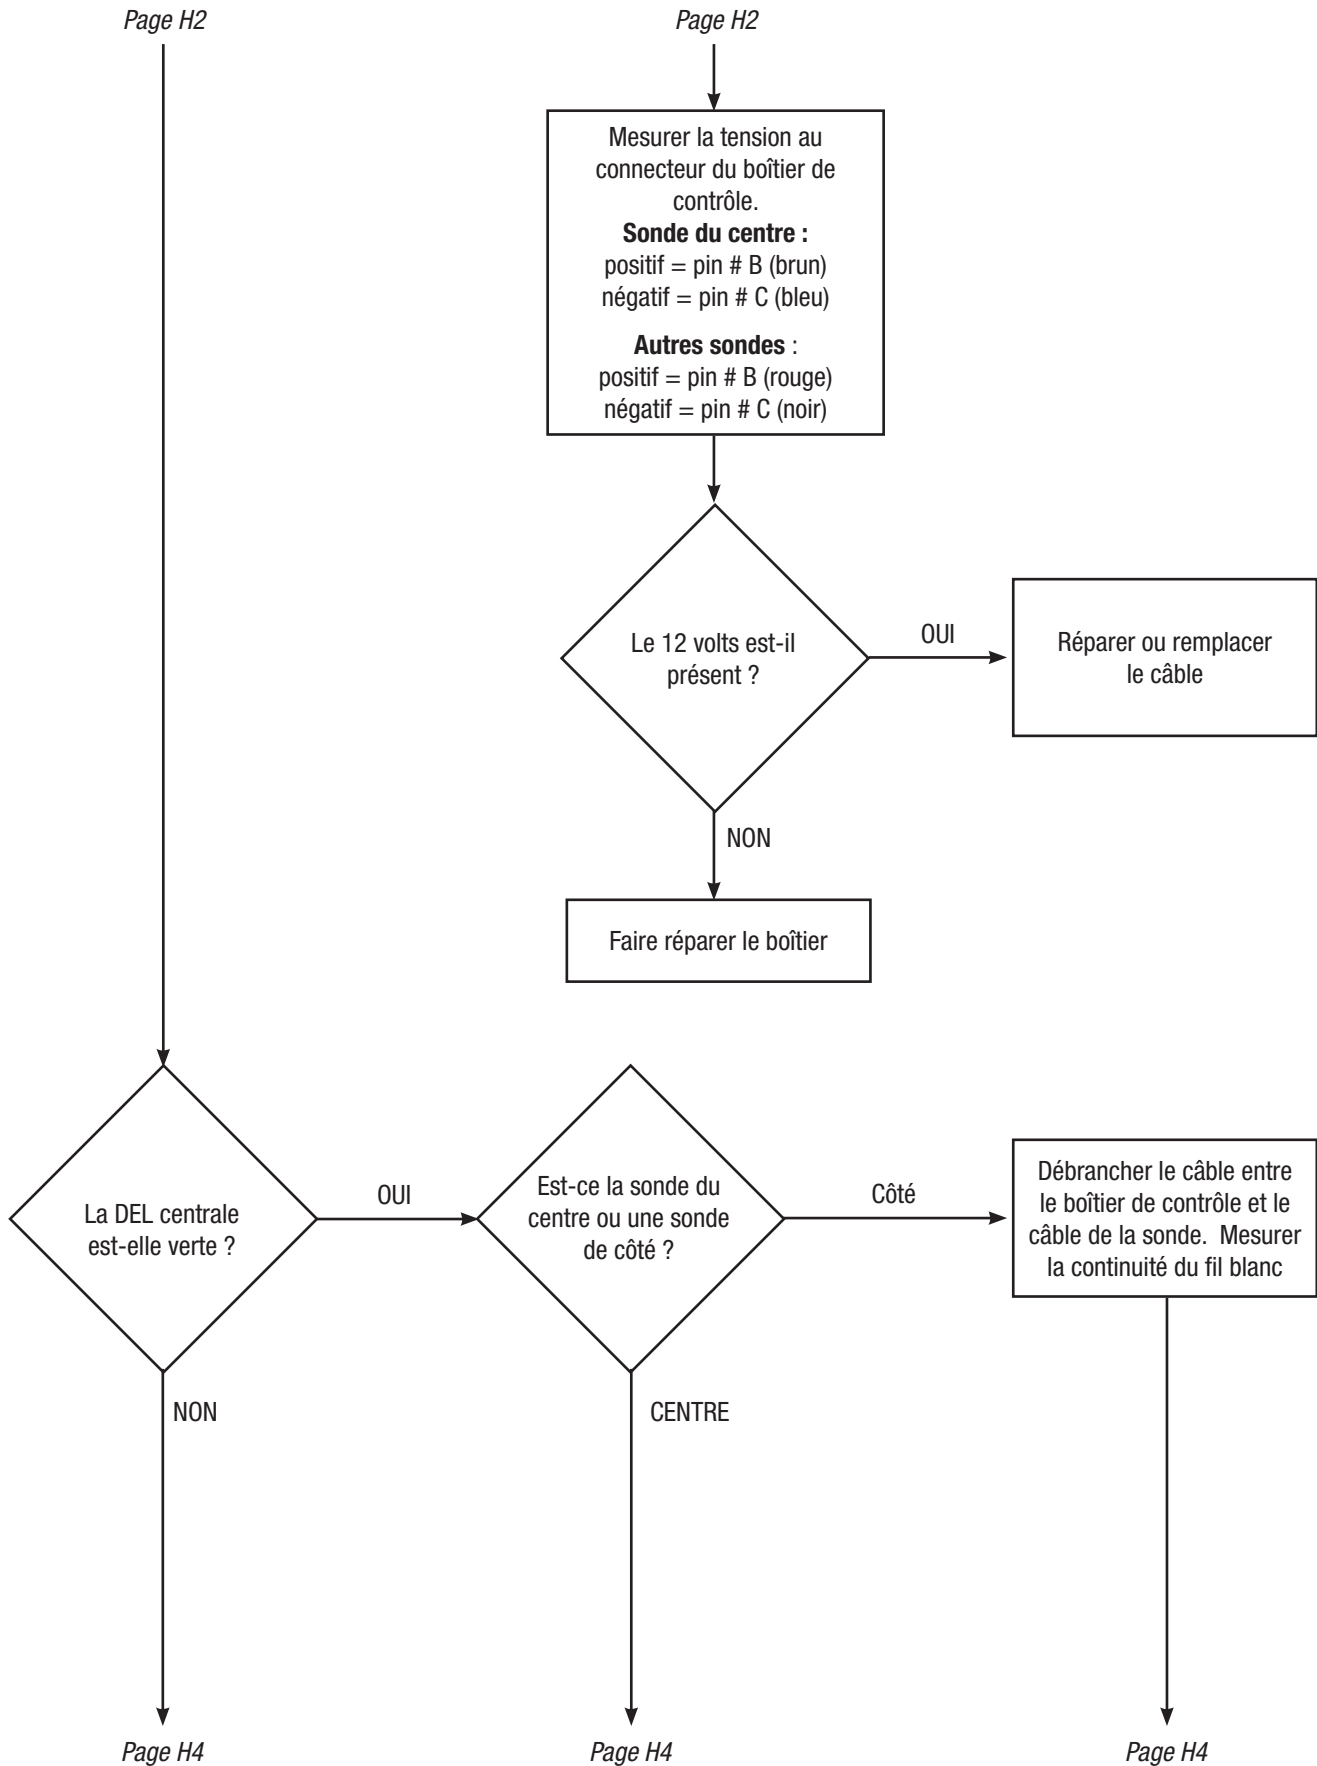 Page H2
Page H2
Mesurer la tension au
connecteur du boîtier de
contrôle.
Sonde du centre :
positif = pin # B (brun)
négatif = pin # C (bleu)
Autres sondes :
positif = pin # B (rouge)
négatif = pin # C (noir)
Le 12 volts est-il
présent ?
OUI
Réparer ou remplacer
le câble
NON
Faire réparer le boîtier
La DEL centrale
est-elle verte ?
OUI
Est-ce la sonde du
centre ou une sonde
de côté ?
Côté
Débrancher le câble entre
le boîtier de contrôle et le
câble de la sonde.  Mesurer
la continuité du fil blanc
NON
CENTRE
Page H4
Page H4
Page H4